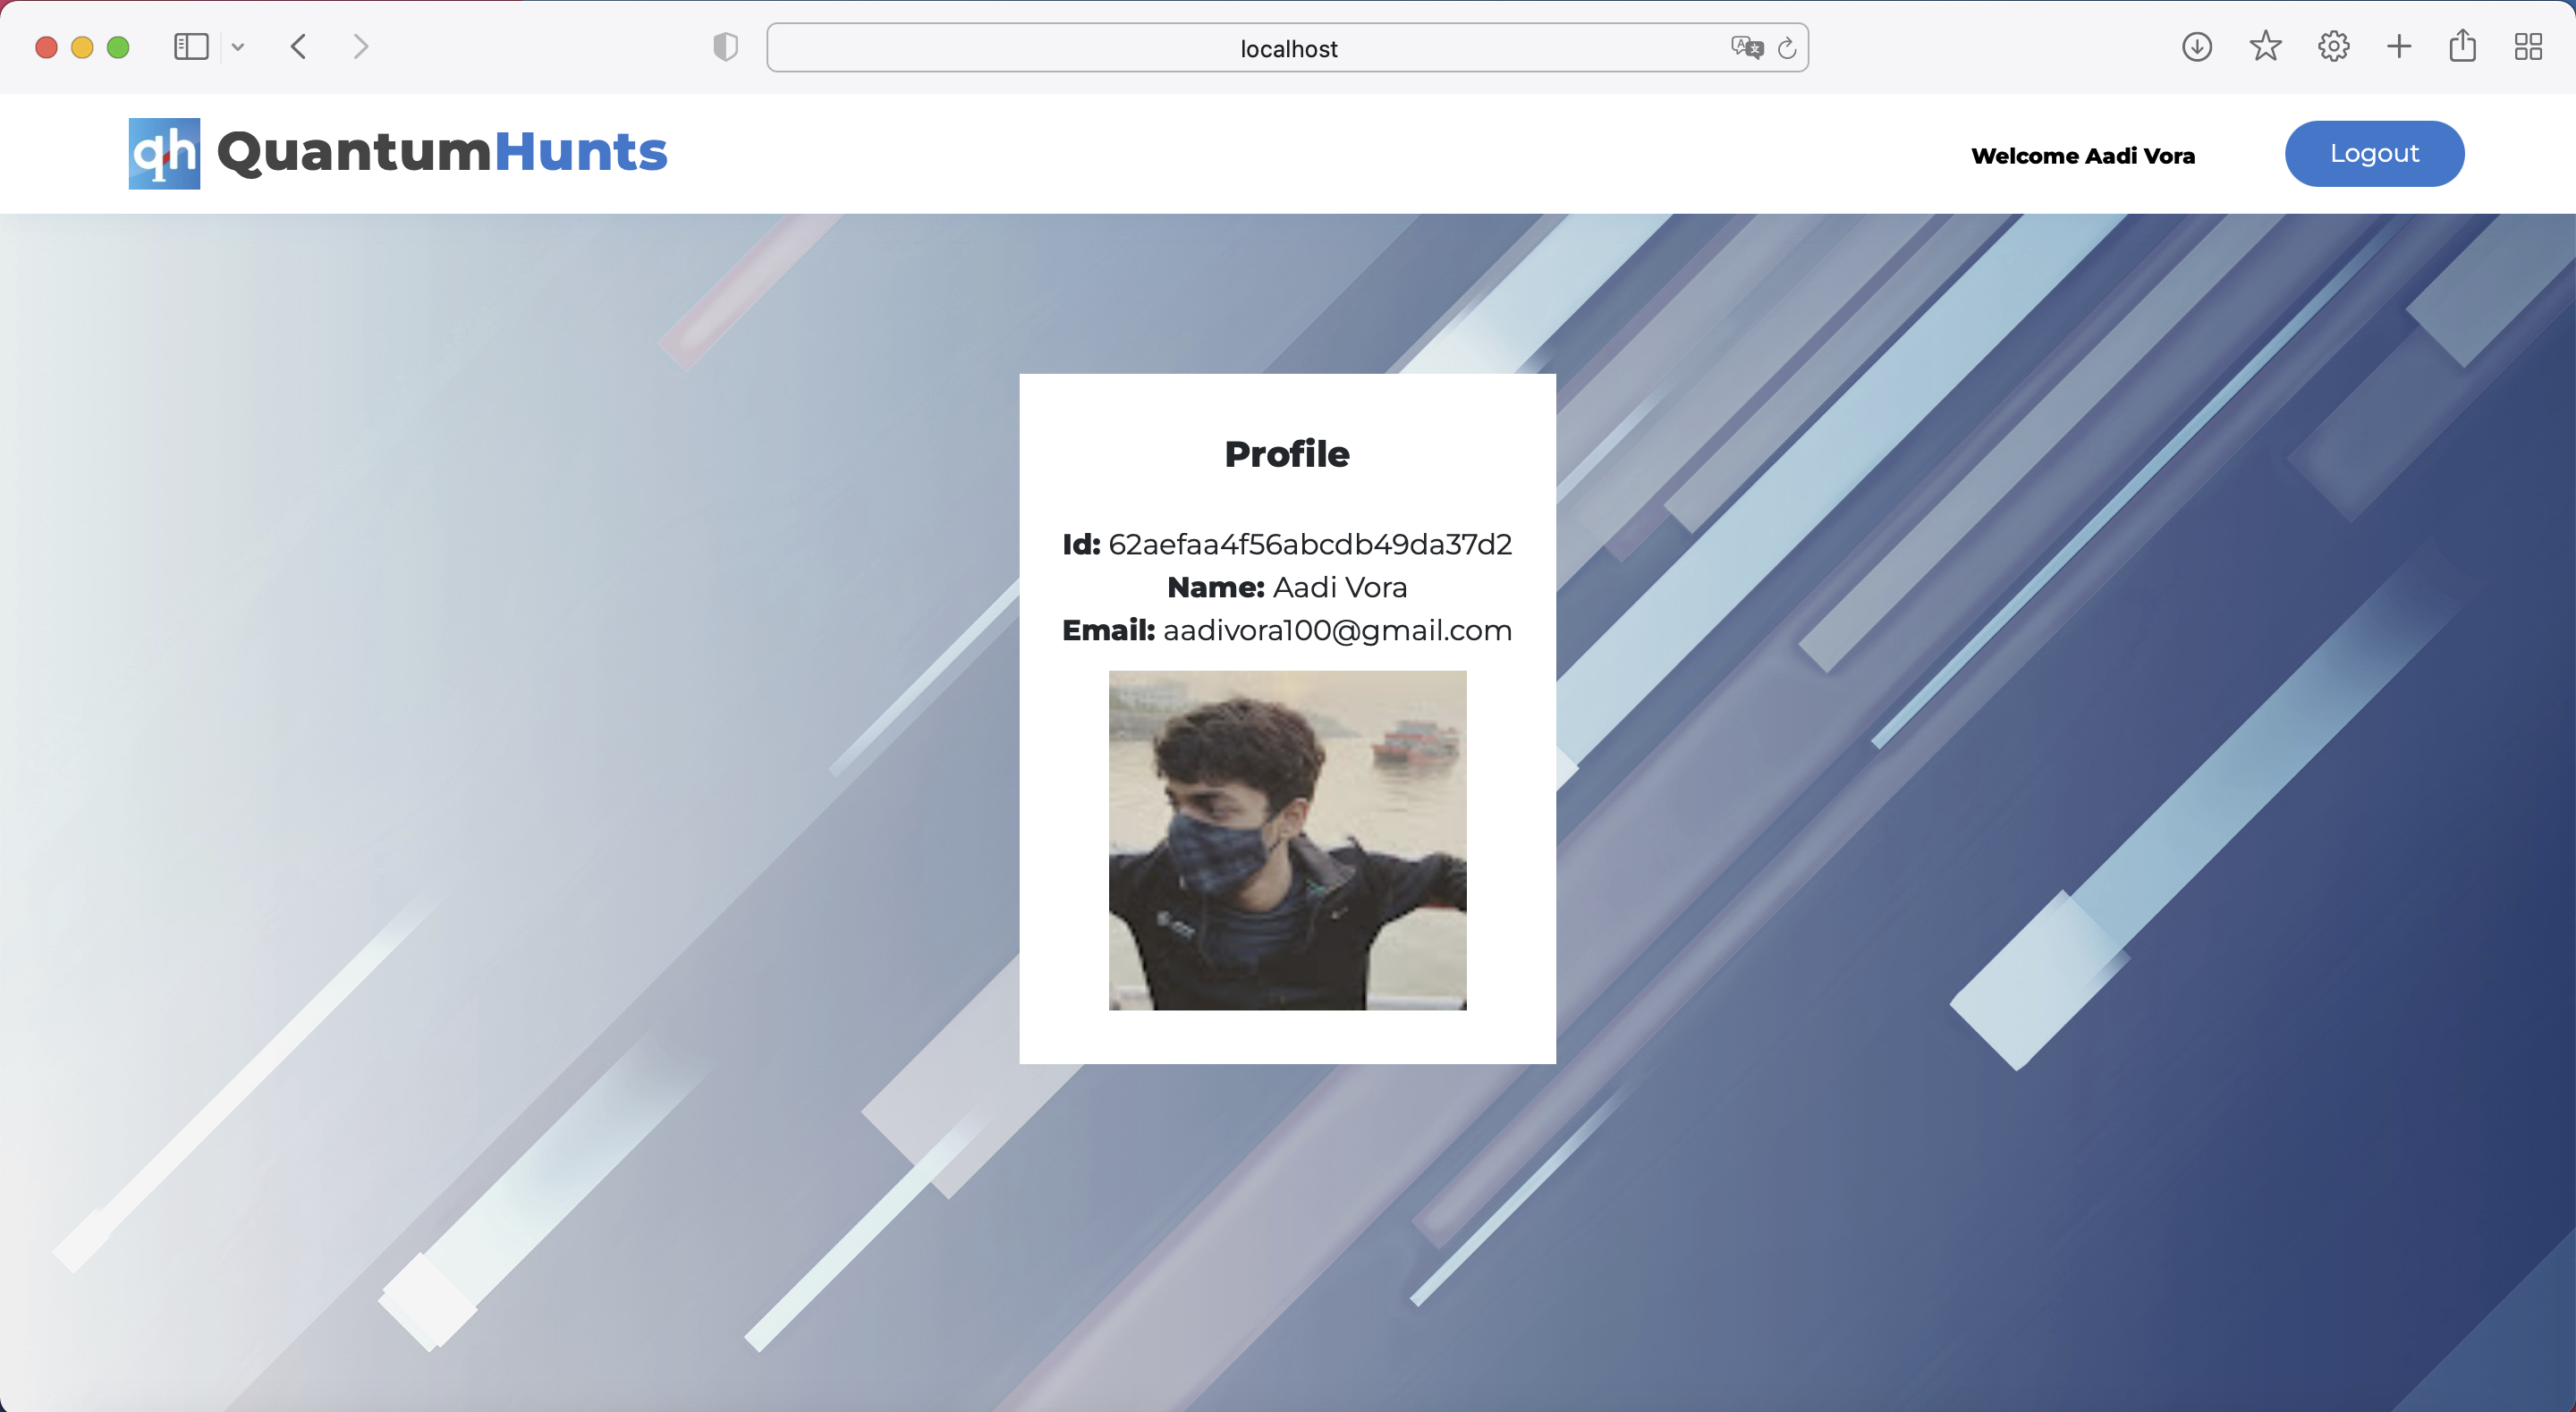 localhost
qh QuantumHunts
Welcome Aadi Vora
Logout
Profile
Id: 62aefaa4f56abcdb49da37d2
Name: Aadi Vora
Email: aadivora100@gmail.com